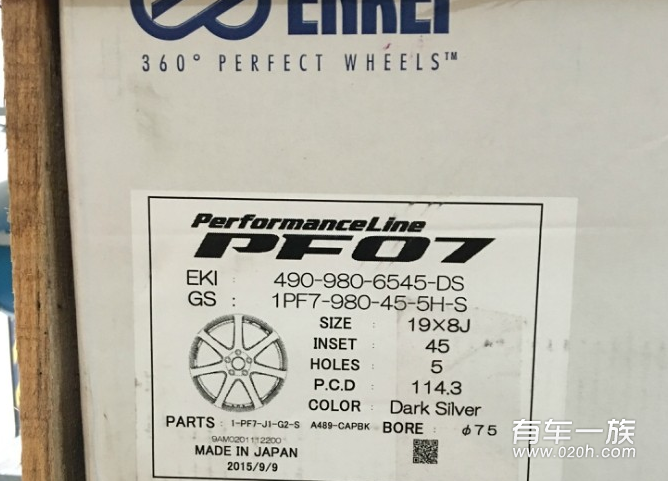 ENKEI
360° PERFECT WHEELS™
PerformanceLine
PF07
EKI : 490-980-6545-DS
GS : 1PF7-980-45-5H-S
SIZE : 19×8J
INSET : 45
HOLES : 5
P.C.D : 114.3
COLOR : Dark Silver
PARTS : 1-PF7-J1-G2-S A489-CAPBK BORE : φ75
9AM0201112200
MADE IN JAPAN
2015/9/9
有车一族
www.020h.com